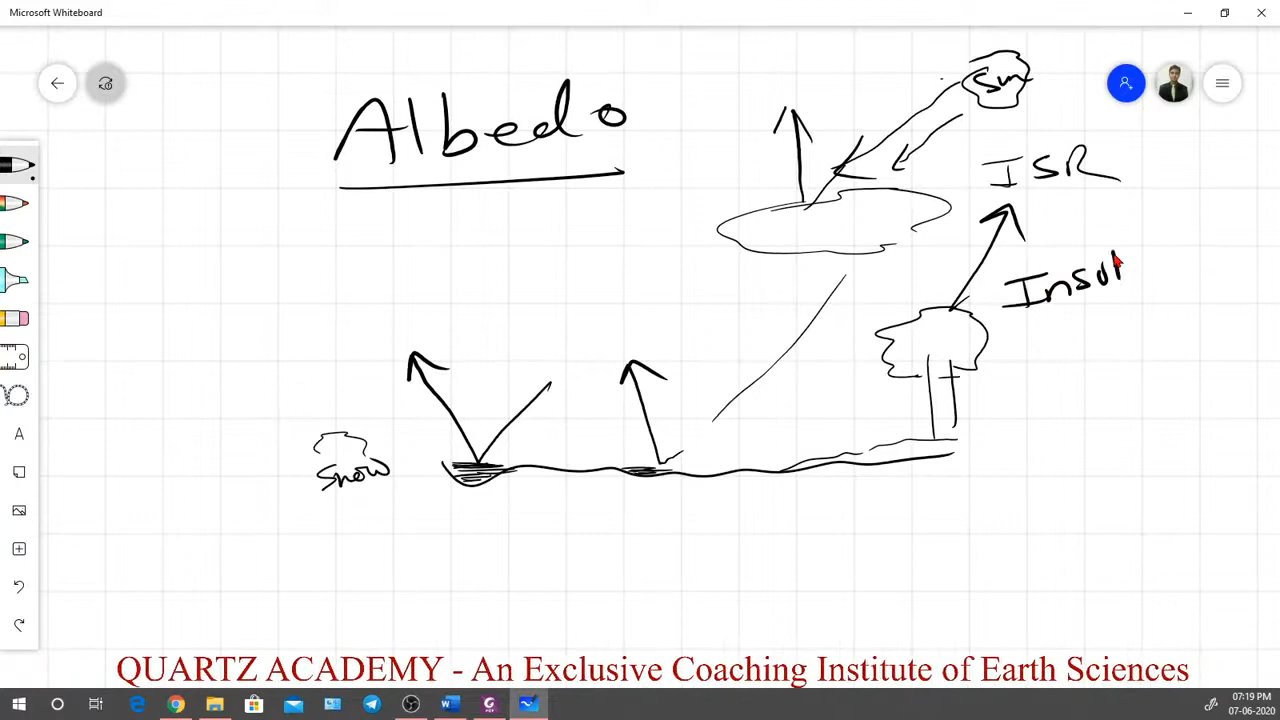 Microsoft Whiteboard
Albedo
Sun
ISR
Insol
Snow
QUARTZ ACADEMY - An Exclusive Coaching Institute of Earth Sciences
07:19 PM
07-06-2020